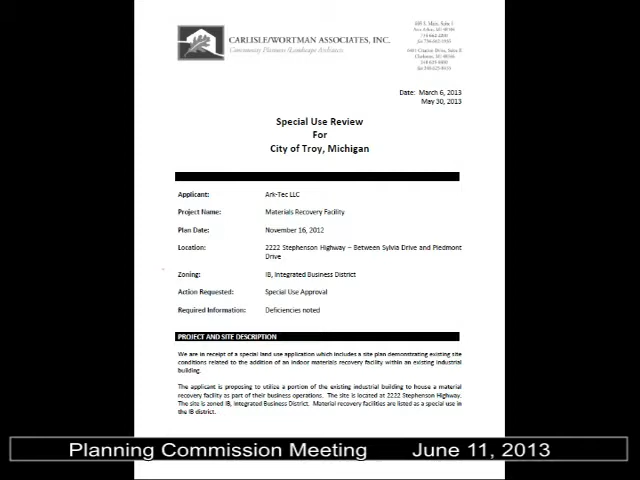 CARLISLE/WORTMAN ASSOCIATES, INC.
Community Planners /Landscape Architects
Date: March 6, 2013
May 30, 2013
Special Use Review
For
City of Troy, Michigan
Applicant: Ark-Tec LLC
Project Name: Materials Recovery Facility
Plan Date: November 16, 2012
Location: 2222 Stephenson Highway – Between Sylvia Drive and Piedmont
Drive
Zoning: IB, Integrated Business District
Action Requested: Special Use Approval
Required Information: Deficiencies noted
PROJECT AND SITE DESCRIPTION
We are in receipt of a special land use application which includes a site plan demonstrating existing site
conditions related to the addition of an indoor materials recovery facility within an existing industrial
building.
The applicant is proposing to utilize a portion of the existing industrial building to house a material
recovery facility as part of their business operations. The site is located at 2222 Stephenson Highway.
The site is zoned IB, Integrated Business District. Material recovery facilities are listed as a special use in
the IB district.
Planning Commission Meeting June 11, 2013